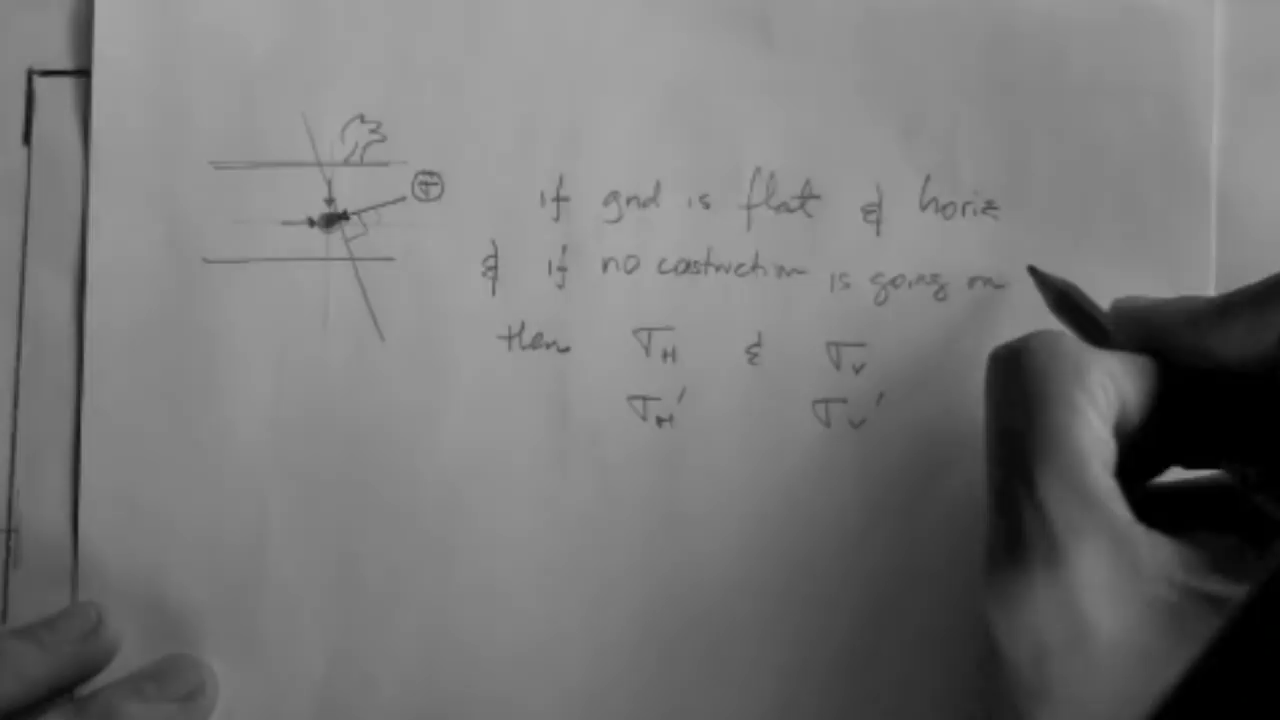 if gnd is flat & horiz
& if no costruction is going on
then σH & σv
σH' σv'